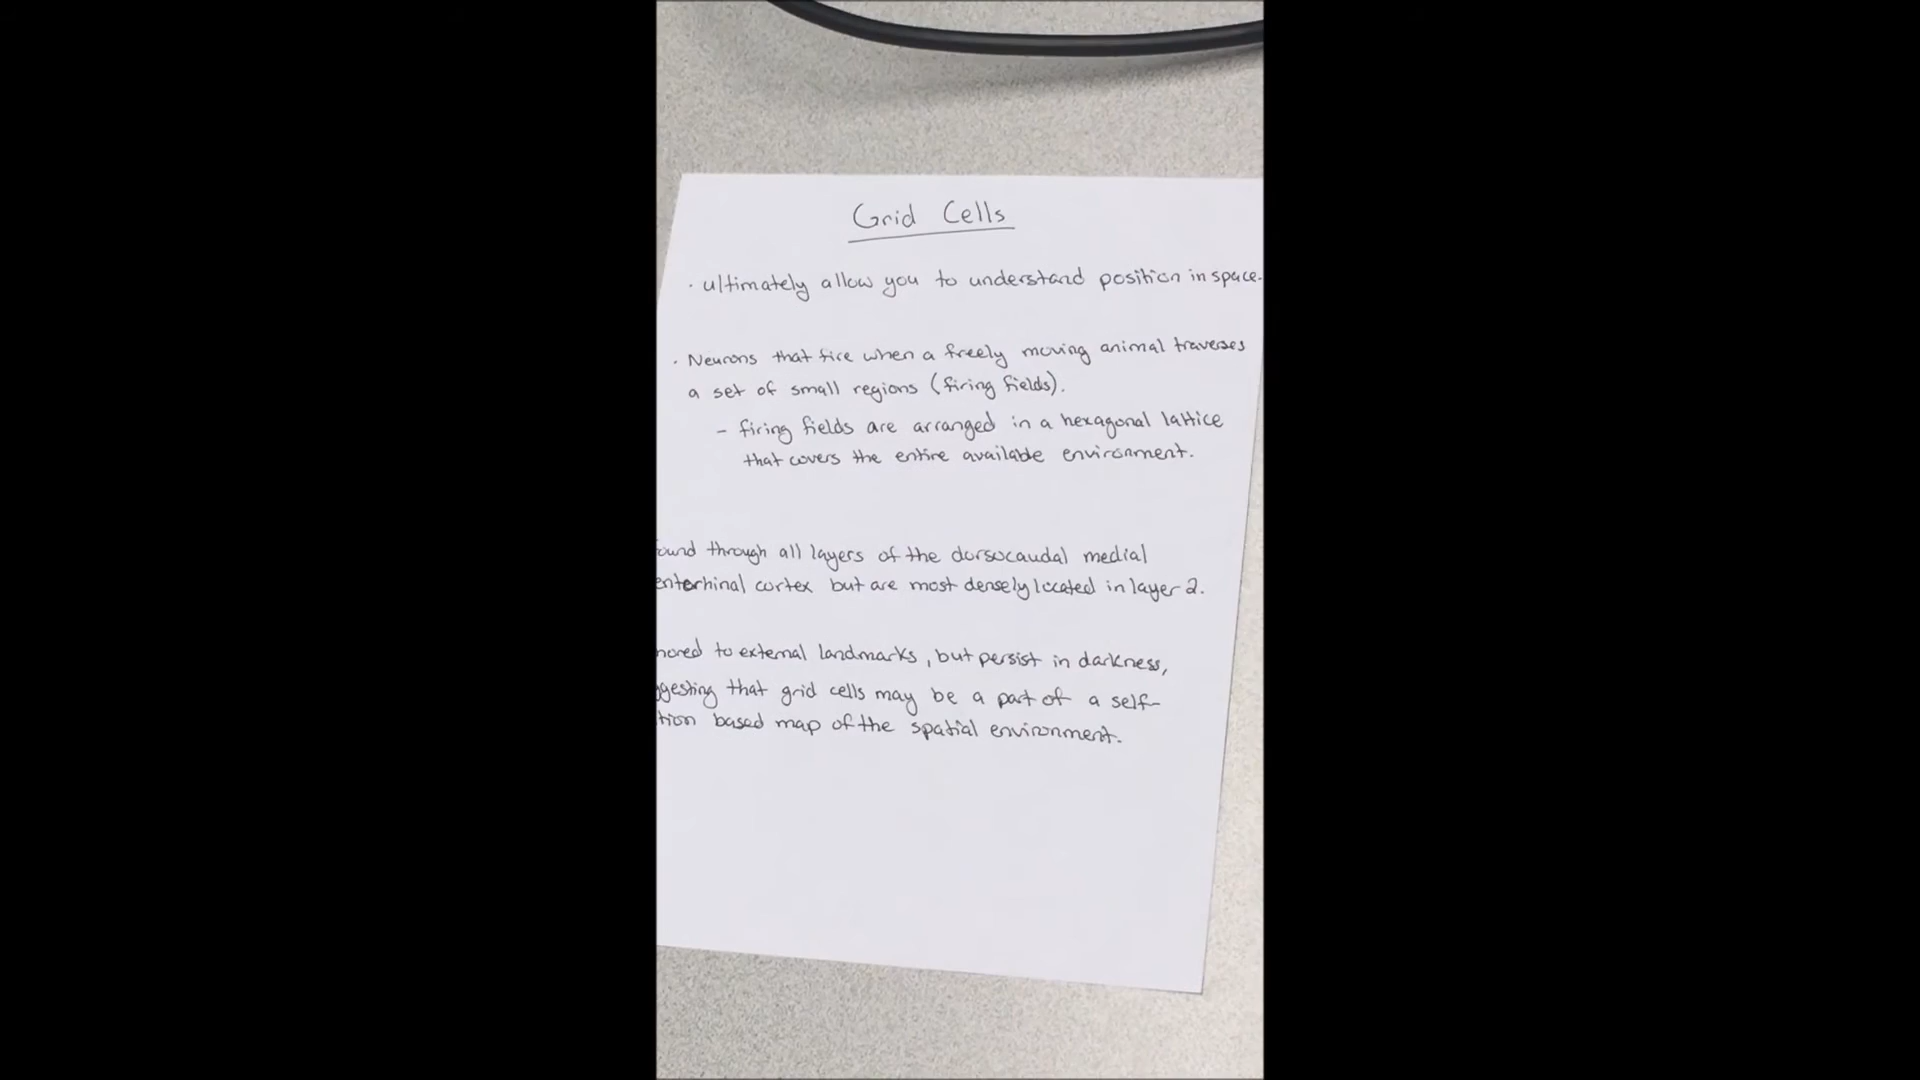 Grid Cells
· ultimately allow you to understand position in space.
· Neurons that fire when a freely moving animal traverses
a set of small regions (firing fields).
- firing fields are arranged in a hexagonal lattice
that covers the entire available environment.
ound through all layers of the dorsocaudal medial
entorhinal cortex but are most densely located in layer 2.
hored to external landmarks, but persist in darkness,
ggesting that grid cells may be a part of a self-
tion based map of the spatial environment.